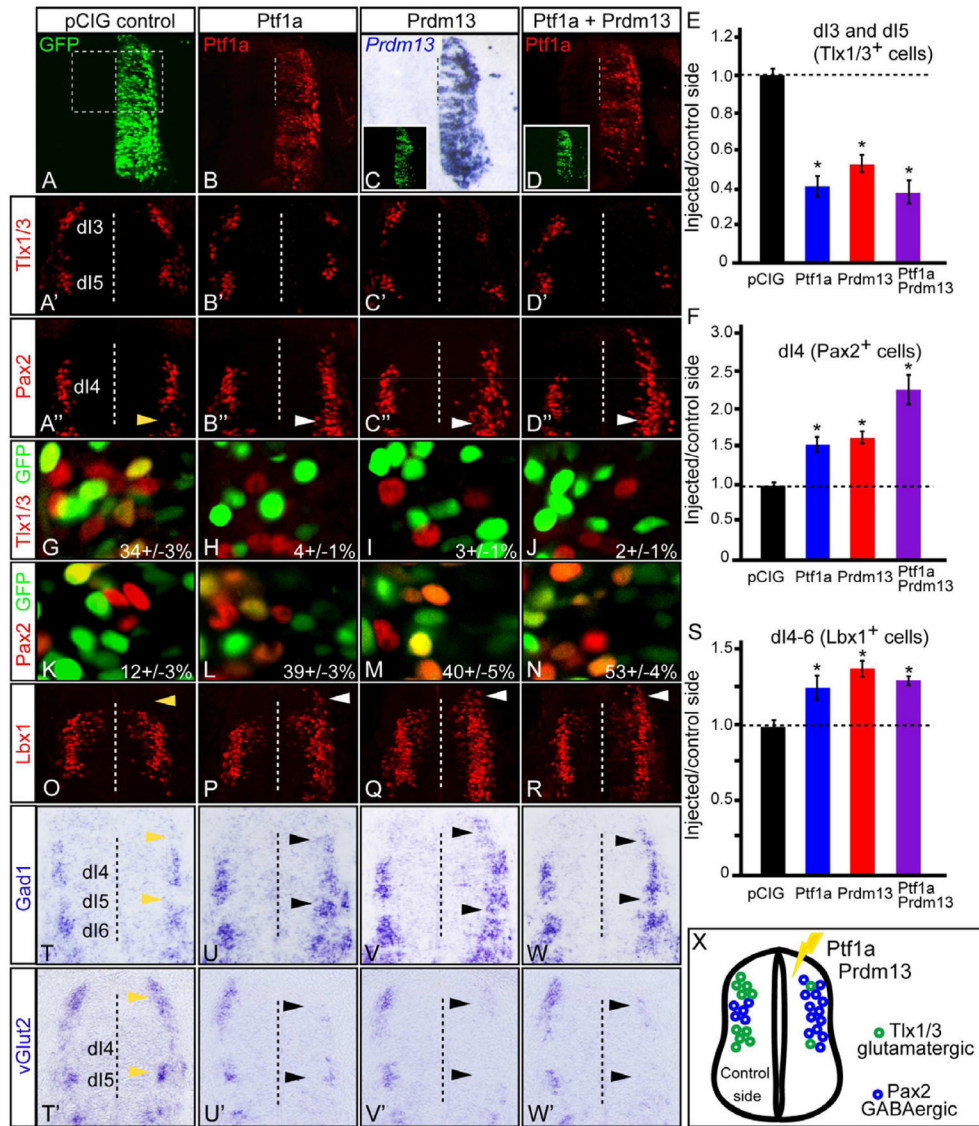 pCIG control
Ptf1a
Prdm13
Ptf1a + Prdm13
GFP
Ptf1a
Prdm13
Ptf1a
A
B
C
D
Tlx1/3
dI3
dI5
A'
B'
C'
D'
Pax2
dI4
A''
B''
C''
D''
Tlx1/3 GFP
G
34+/-3%
H
4+/-1%
I
3+/-1%
J
2+/-1%
Pax2 GFP
K
12+/-3%
L
39+/-3%
M
40+/-5%
N
53+/-4%
Lbx1
O
P
Q
R
Gad1
dI4
dI5
dI6
T
U
V
W
vGlut2
dI4
dI5
T'
U'
V'
W'
E
dI3 and dI5
(Tlx1/3+ cells)
Injected/control side
1.2
1.0
0.6
0.4
0.2
0
*
*
*
pCIG
Ptf1a
Prdm13
Ptf1a
Prdm13
F
dI4 (Pax2+ cells)
Injected/control side
3.0
2.5
2.0
1.5
1.0
0
*
*
*
pCIG
Ptf1a
Prdm13
Ptf1a
Prdm13
S
dI4-6 (Lbx1+ cells)
Injected/control side
1.5
1.0
0
*
*
*
pCIG
Ptf1a
Prdm13
Ptf1a
Prdm13
X
Ptf1a
Prdm13
Tlx1/3
glutamatergic
Control
side
Pax2
GABAergic